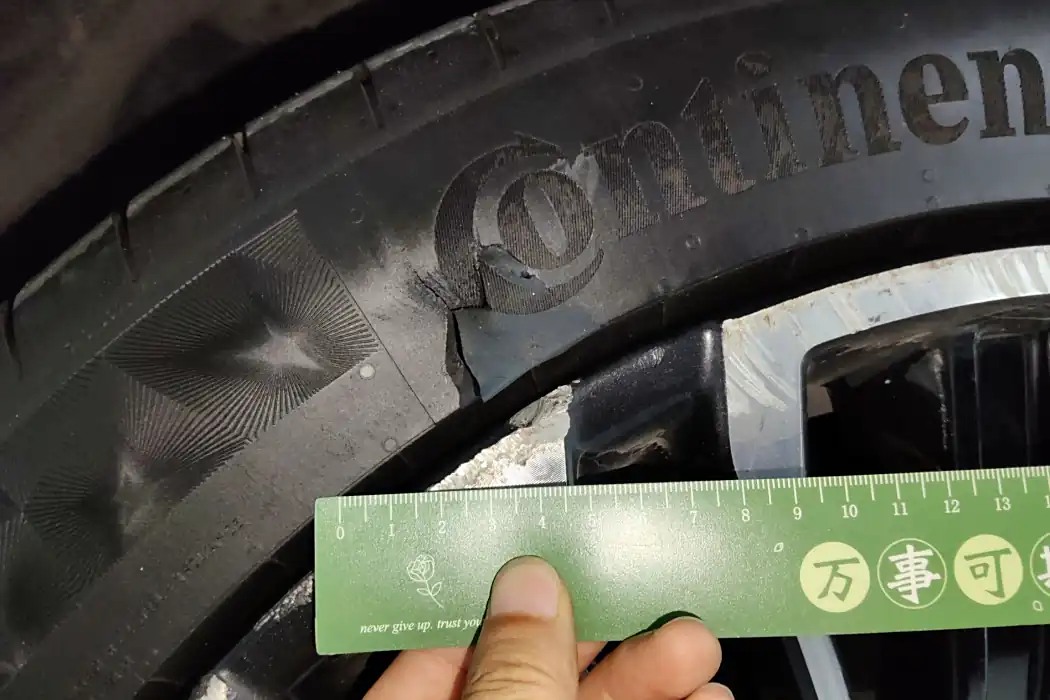 Continen
0 1 2 3 4 5 6 7 8 9 10 11 12 13
万事可
never give up. trust you